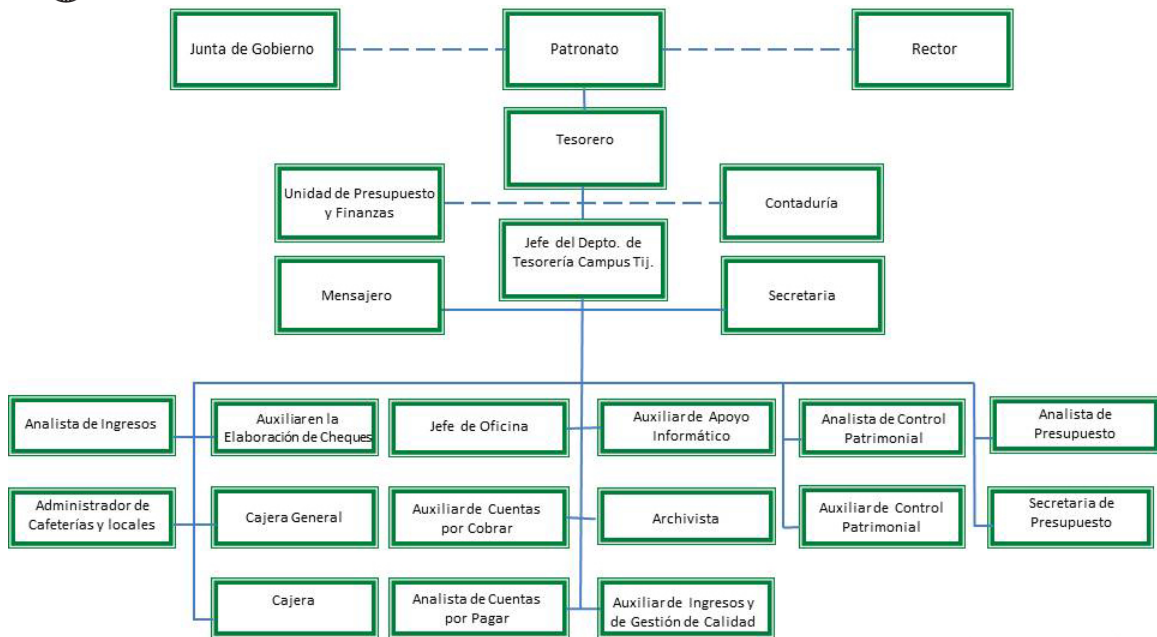 Junta de Gobierno
Patronato
Rector
Tesorero
Unidad de Presupuesto
y Finanzas
Contaduría
Jefe del Depto. de
Tesorería Campus Tij.
Mensajero
Secretaria
Analista de Ingresos
Auxiliar en la
Elaboración de Cheques
Jefe de Oficina
Auxiliar de Apoyo
Informático
Analista de Control
Patrimonial
Analista de
Presupuesto
Administrador de
Cafeterías y locales
Cajera General
Auxiliar de Cuentas
por Cobrar
Archivista
Auxiliar de Control
Patrimonial
Secretaria de
Presupuesto
Cajera
Analista de Cuentas
por Pagar
Auxiliar de Ingresos y
de Gestión de Calidad